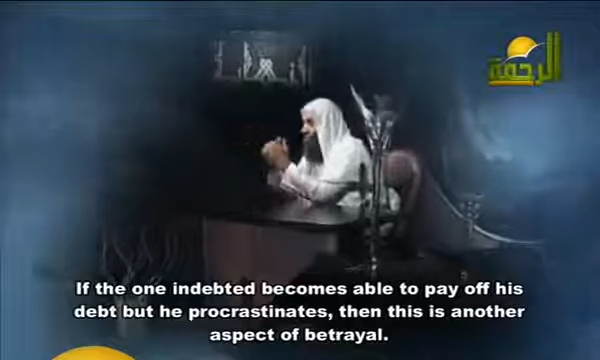 الرحمة
If the one indebted becomes able to pay off his
debt but he procrastinates, then this is another
aspect of betrayal.